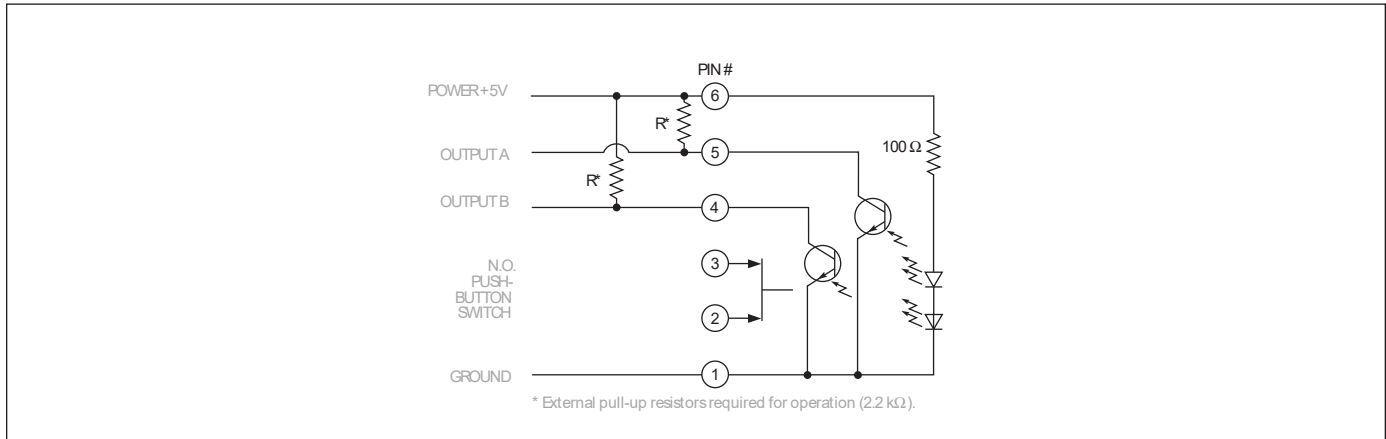 PIN #
POWER +5V
6
R*
OUTPUT A
5
100 Ω
R*
OUTPUT B
4
N.O.
PUSH-
BUTTON
SWITCH
3
2
GROUND
1
* External pull-up resistors required for operation (2.2 kΩ).